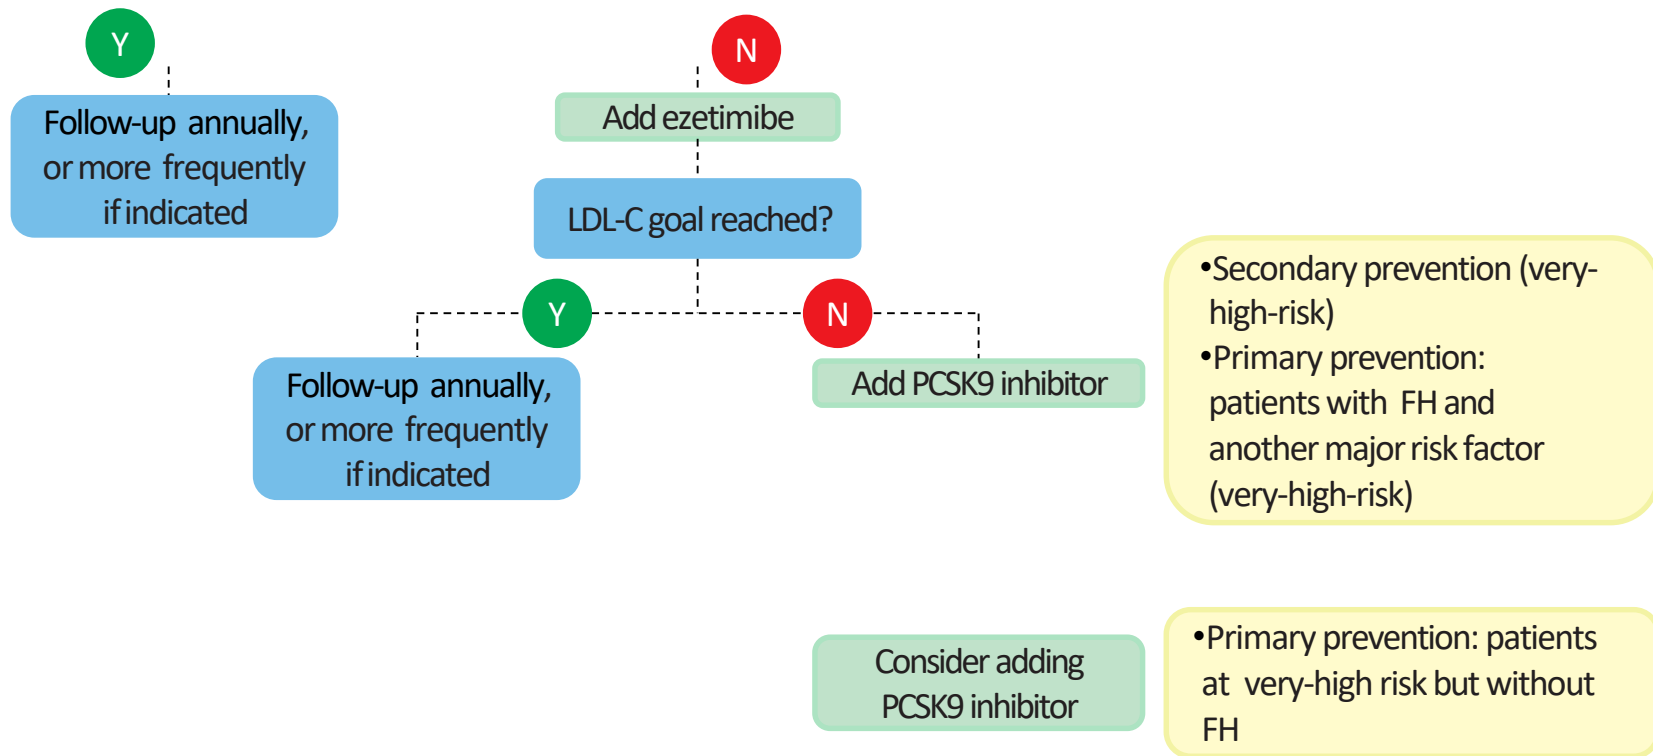 Y
N
Follow-up annually,
or more frequently
if indicated
Add ezetimibe
LDL-C goal reached?
Y
N
Follow-up annually,
or more frequently
if indicated
Add PCSK9 inhibitor
•Secondary prevention (very-
high-risk)
•Primary prevention:
patients with FH and
another major risk factor
(very-high-risk)
Consider adding
PCSK9 inhibitor
•Primary prevention: patients
at very-high risk but without
FH